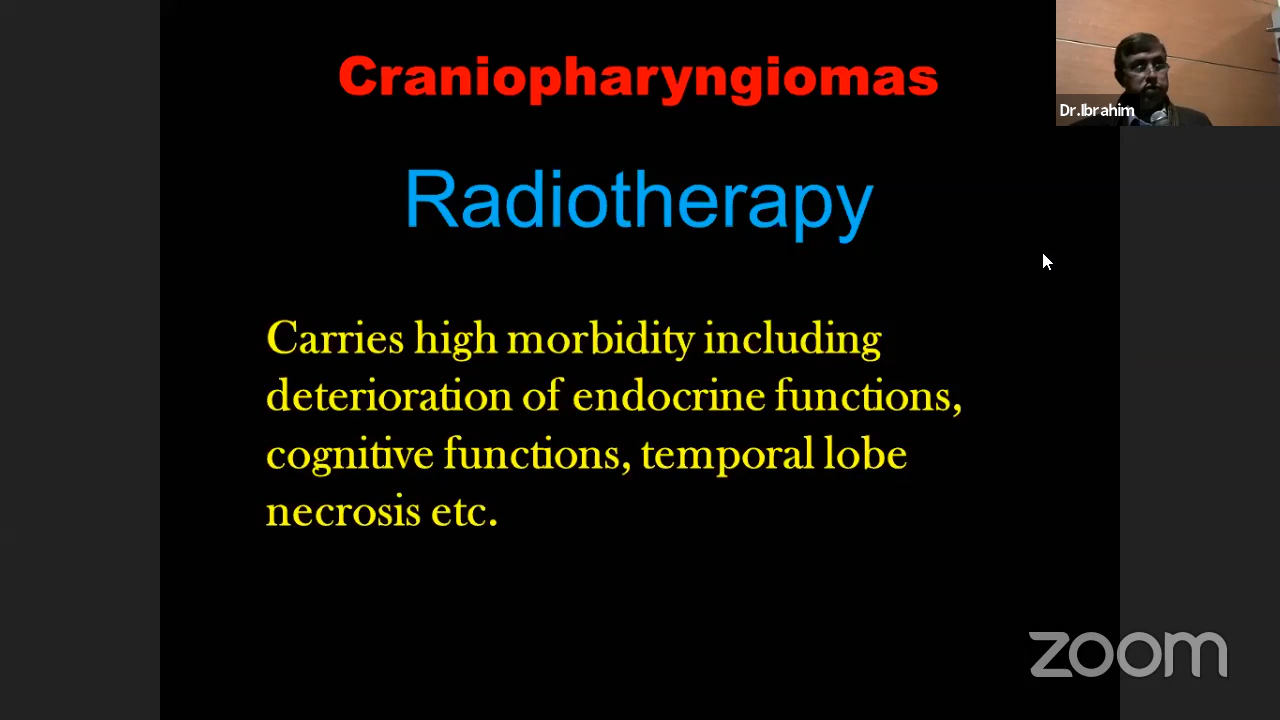 Craniopharyngiomas
Dr.Ibrahim
Radiotherapy
Carries high morbidity including
deterioration of endocrine functions,
cognitive functions, temporal lobe
necrosis etc.
zoom